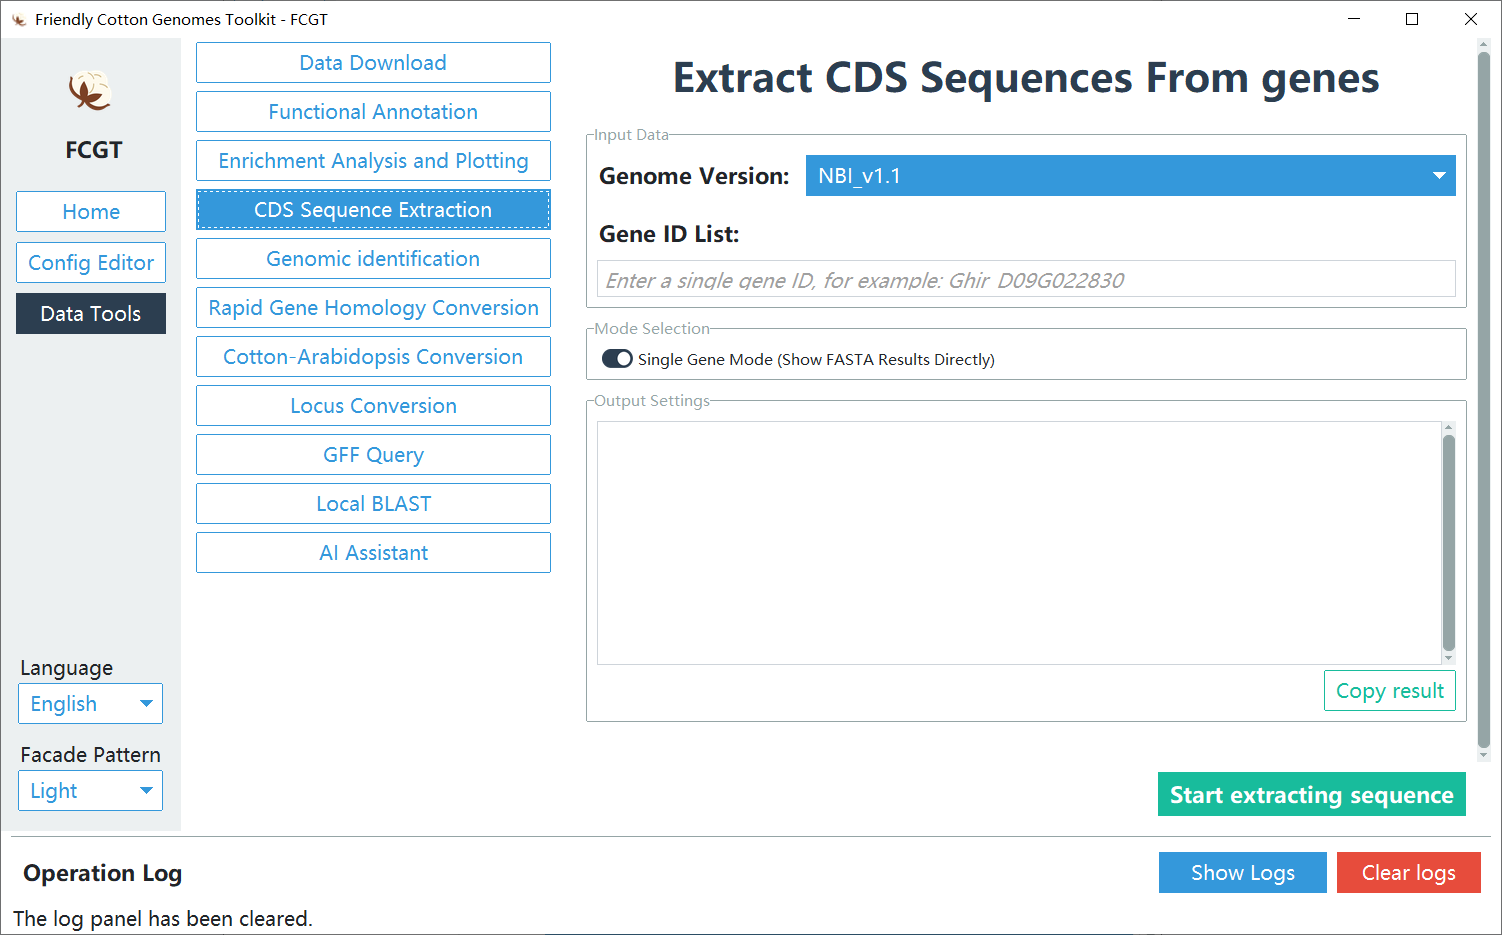 Friendly Cotton Genomes Toolkit - FCGT
FCGT
Home
Config Editor
Data Tools
Language
English
Facade Pattern
Light
Data Download
Functional Annotation
Enrichment Analysis and Plotting
CDS Sequence Extraction
Genomic identification
Rapid Gene Homology Conversion
Cotton-Arabidopsis Conversion
Locus Conversion
GFF Query
Local BLAST
AI Assistant
Extract CDS Sequences From genes
Input Data
Genome Version: NBI_v1.1
Gene ID List:
Enter a single gene ID, for example: Ghir_D09G022830
Mode Selection
Single Gene Mode (Show FASTA Results Directly)
Output Settings
Copy result
Start extracting sequence
Operation Log
Show Logs
Clear logs
The log panel has been cleared.